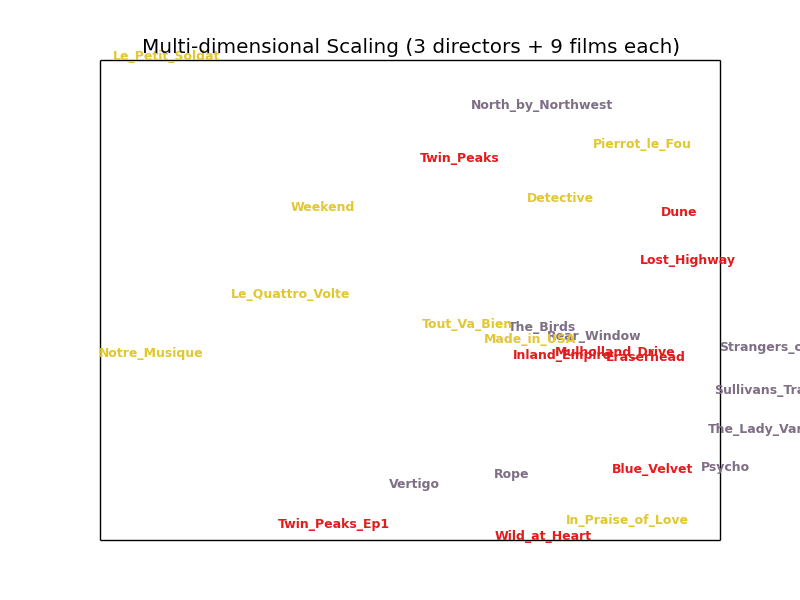 Multi-dimensional Scaling (3 directors + 9 films each)
Le_Petit_Soldat
North_by_Northwest
Pierrot_le_Fou
Twin_Peaks
Detective
Weekend
Dune
Lost_Highway
Le_Quattro_Volte
Tout_Va_Bien
The_Birds
Rear_Window
Made_in_USA
Strangers_o
Notre_Musique
Mulholland_Drive
Inland_Empire
Eraserhead
Sullivans_Tra
The_Lady_Van
Psycho
Blue_Velvet
Rope
Vertigo
In_Praise_of_Love
Twin_Peaks_Ep1
Wild_at_Heart